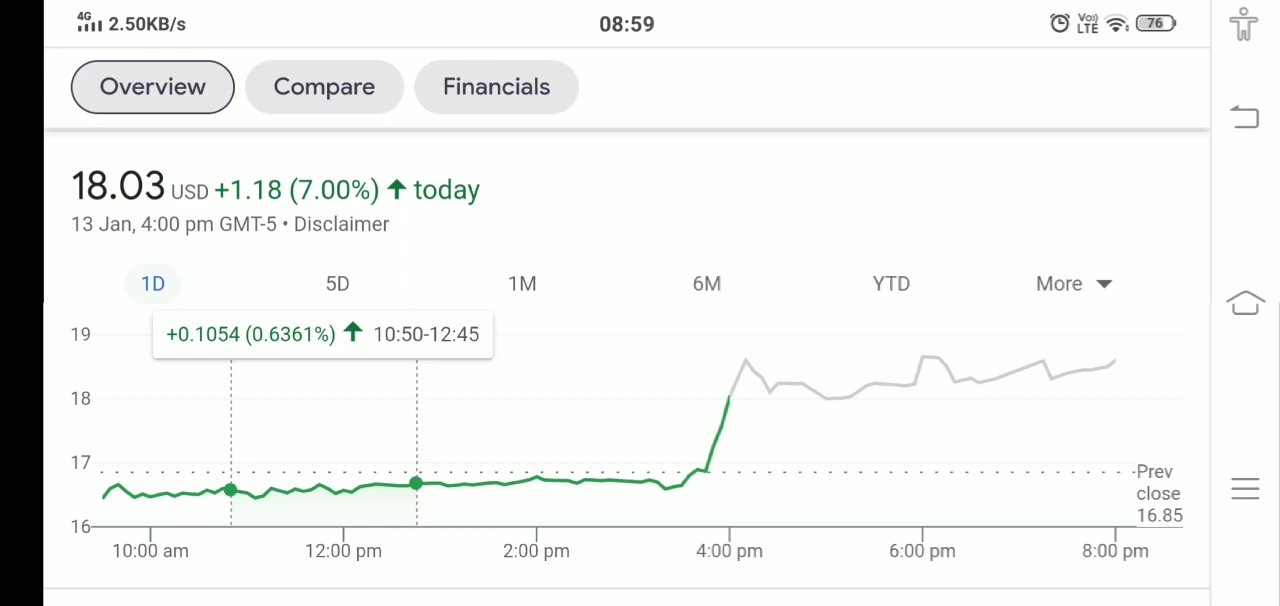 4G 2.50KB/s 08:59 Vo)) LTE 76
Overview Compare Financials
18.03 USD +1.18 (7.00%) ↑ today
13 Jan, 4:00 pm GMT-5 • Disclaimer
1D 5D 1M 6M YTD More
+0.1054 (0.6361%) ↑ 10:50-12:45
19
18
17
16
Prev
close
16.85
10:00 am 12:00 pm 2:00 pm 4:00 pm 6:00 pm 8:00 pm